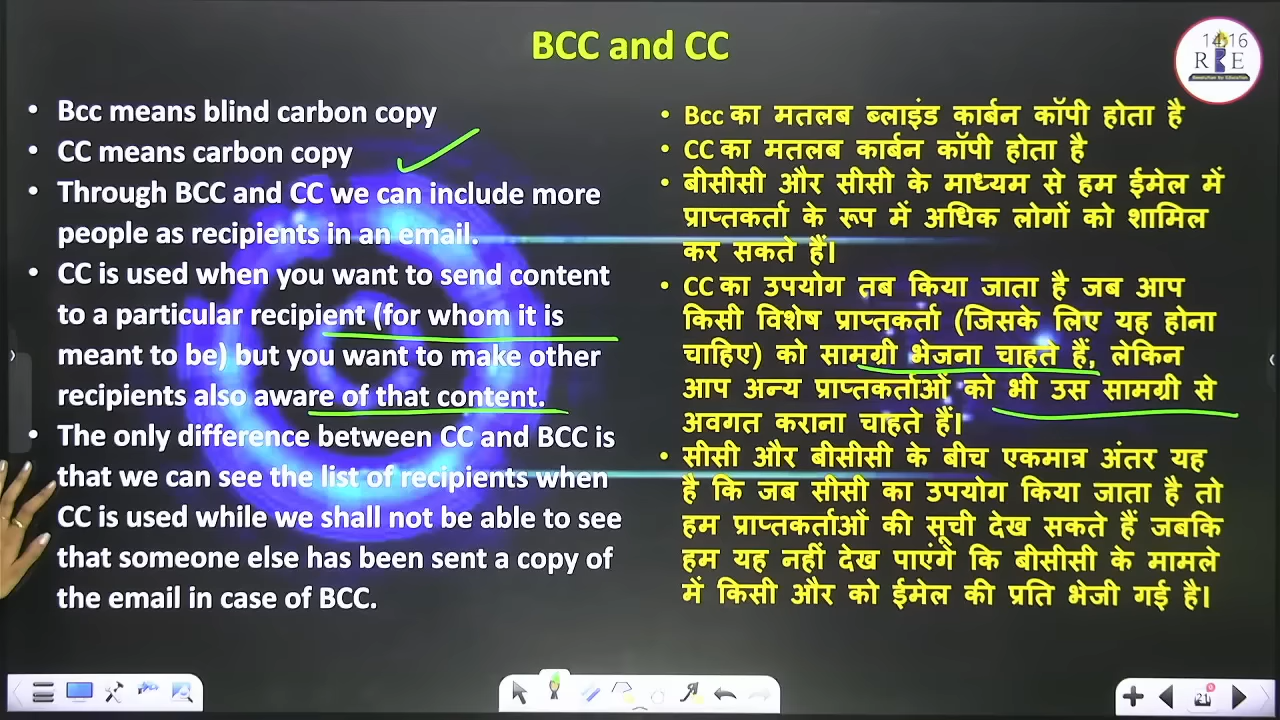 BCC and CC
14:16
R E
• Bcc means blind carbon copy
• CC means carbon copy
• Through BCC and CC we can include more
people as recipients in an email.
• CC is used when you want to send content
to a particular recipient (for whom it is
meant to be) but you want to make other
recipients also aware of that content.
• The only difference between CC and BCC is
that we can see the list of recipients when
CC is used while we shall not be able to see
that someone else has been sent a copy of
the email in case of BCC.
• Bcc का मतलब ब्लाइंड कार्बन कॉपी होता है
• CC का मतलब कार्बन कॉपी होता है
• बीसीसी और सीसी के माध्यम से हम ईमेल में
प्राप्तकर्ता के रूप में अधिक लोगों को शामिल
कर सकते हैं।
• CC का उपयोग तब किया जाता है जब आप
किसी विशेष प्राप्तकर्ता (जिसके लिए यह होना
चाहिए) को सामग्री भेजना चाहते हैं, लेकिन
आप अन्य प्राप्तकर्ताओं को भी उस सामग्री से
अवगत कराना चाहते हैं।
• सीसी और बीसीसी के बीच एकमात्र अंतर यह
है कि जब सीसी का उपयोग किया जाता है तो
हम प्राप्तकर्ताओं की सूची देख सकते हैं जबकि
हम यह नहीं देख पाएंगे कि बीसीसी के मामले
में किसी और को ईमेल की प्रति भेजी गई है।
21